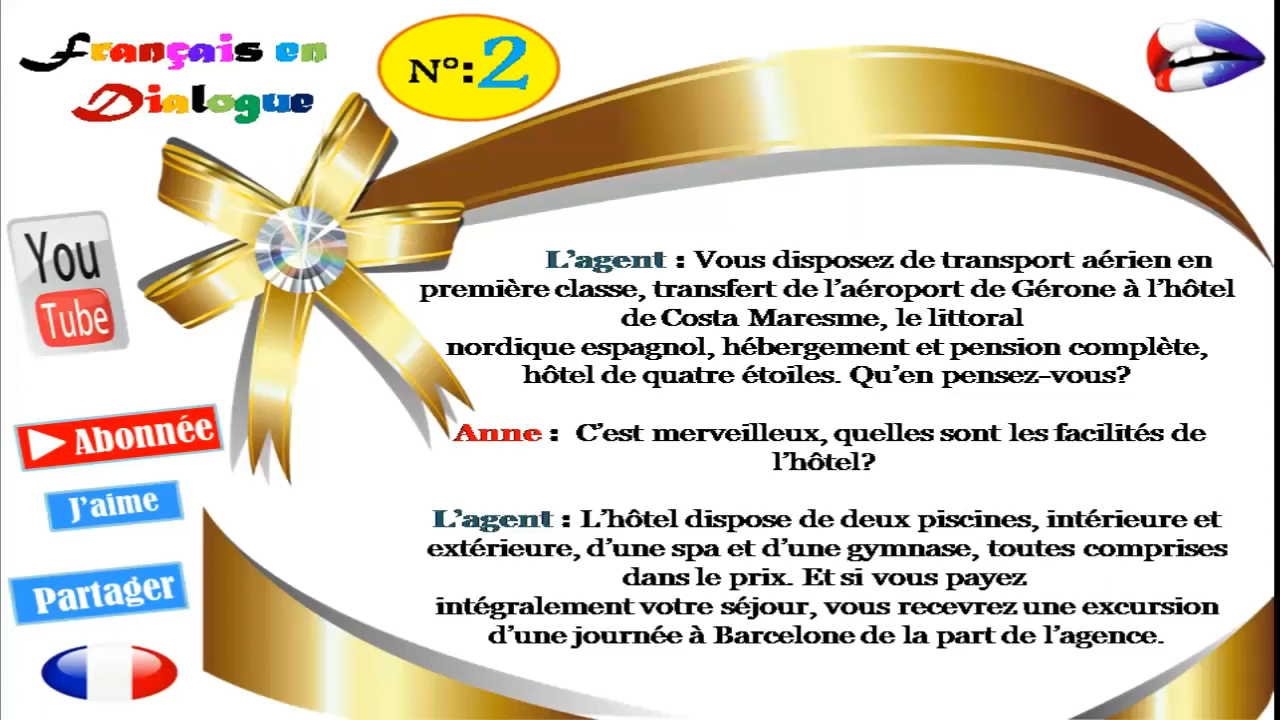 Français en
Dialogue
N°:2
You
Tube
Abonnée
J'aime
Partager
L'agent : Vous disposez de transport aérien en
première classe, transfert de l'aéroport de Gérone à l'hôtel
de Costa Maresme, le littoral
nordique espagnol, hébergement et pension complète,
hôtel de quatre étoiles. Qu'en pensez-vous?
Anne : C'est merveilleux, quelles sont les facilités de
l'hôtel?
L'agent : L'hôtel dispose de deux piscines, intérieure et
extérieure, d'une spa et d'une gymnase, toutes comprises
dans le prix. Et si vous payez
intégralement votre séjour, vous recevrez une excursion
d'une journée à Barcelone de la part de l'agence.